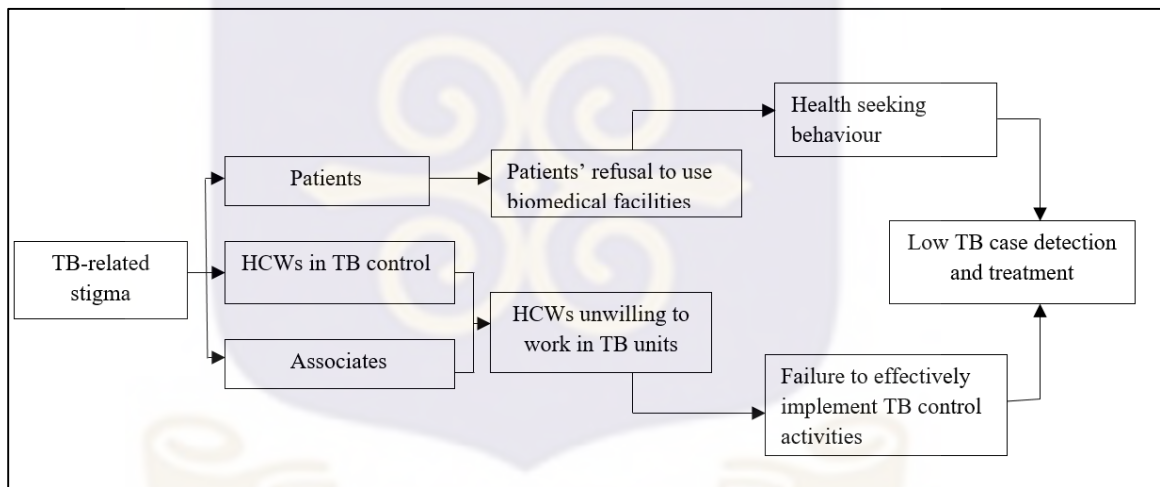 TB-related
stigma
Patients
HCWs in TB control
Associates
Patients’ refusal to use
biomedical facilities
HCWs unwilling to
work in TB units
Health seeking
behaviour
Failure to effectively
implement TB control
activities
Low TB case detection
and treatment